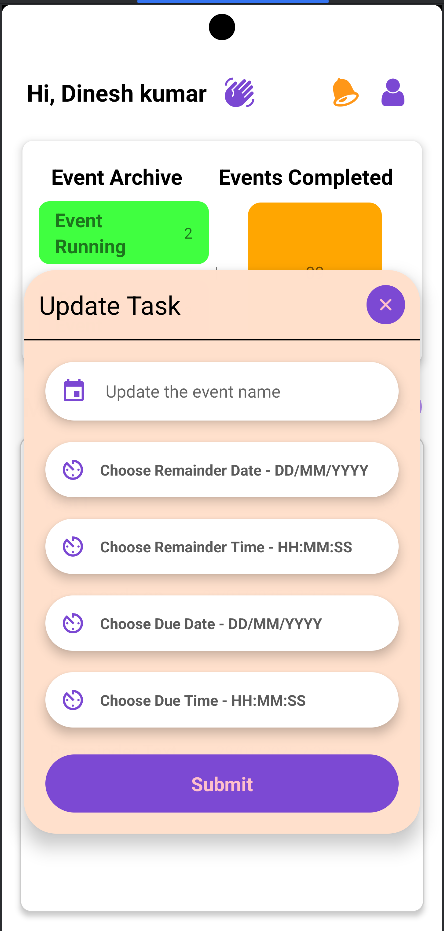 Hi, Dinesh kumar
Event Archive
Events Completed
Event
Running
2
Update Task
Update the event name
Choose Remainder Date - DD/MM/YYYY
Choose Remainder Time - HH:MM:SS
Choose Due Date - DD/MM/YYYY
Choose Due Time - HH:MM:SS
Submit